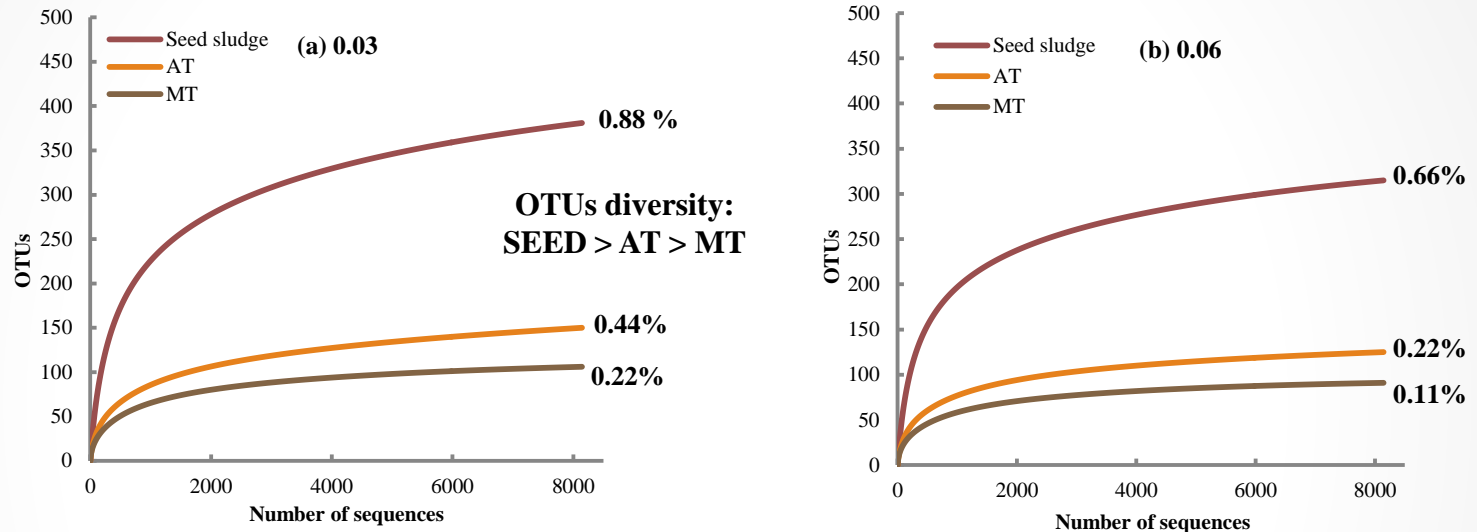 500
450
400
350
300
250
200
150
100
50
0
OTUs
Seed sludge
AT
MT
(a) 0.03
0.88 %
0.44%
0.22%
0
2000
4000
6000
8000
Number of sequences
OTUs diversity:
SEED > AT > MT
500
450
400
350
300
250
200
150
100
50
0
OTUs
Seed sludge
AT
MT
(b) 0.06
0.66%
0.22%
0.11%
0
2000
4000
6000
8000
Number of sequences